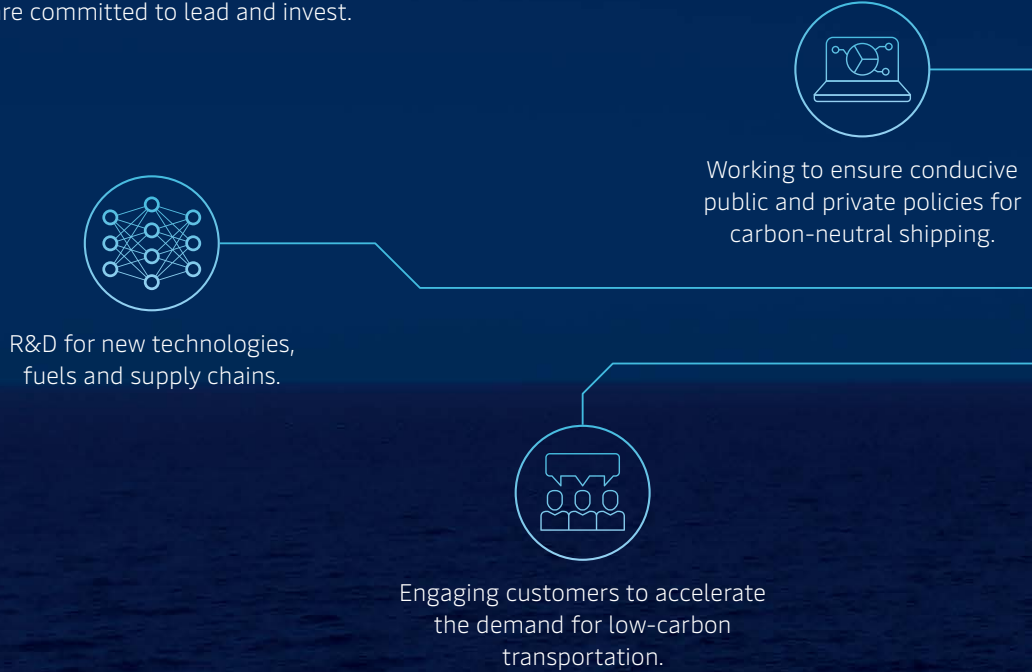 are committed to lead and invest.
Working to ensure conducive
public and private policies for
carbon-neutral shipping.
R&D for new technologies,
fuels and supply chains.
Engaging customers to accelerate
the demand for low-carbon
transportation.